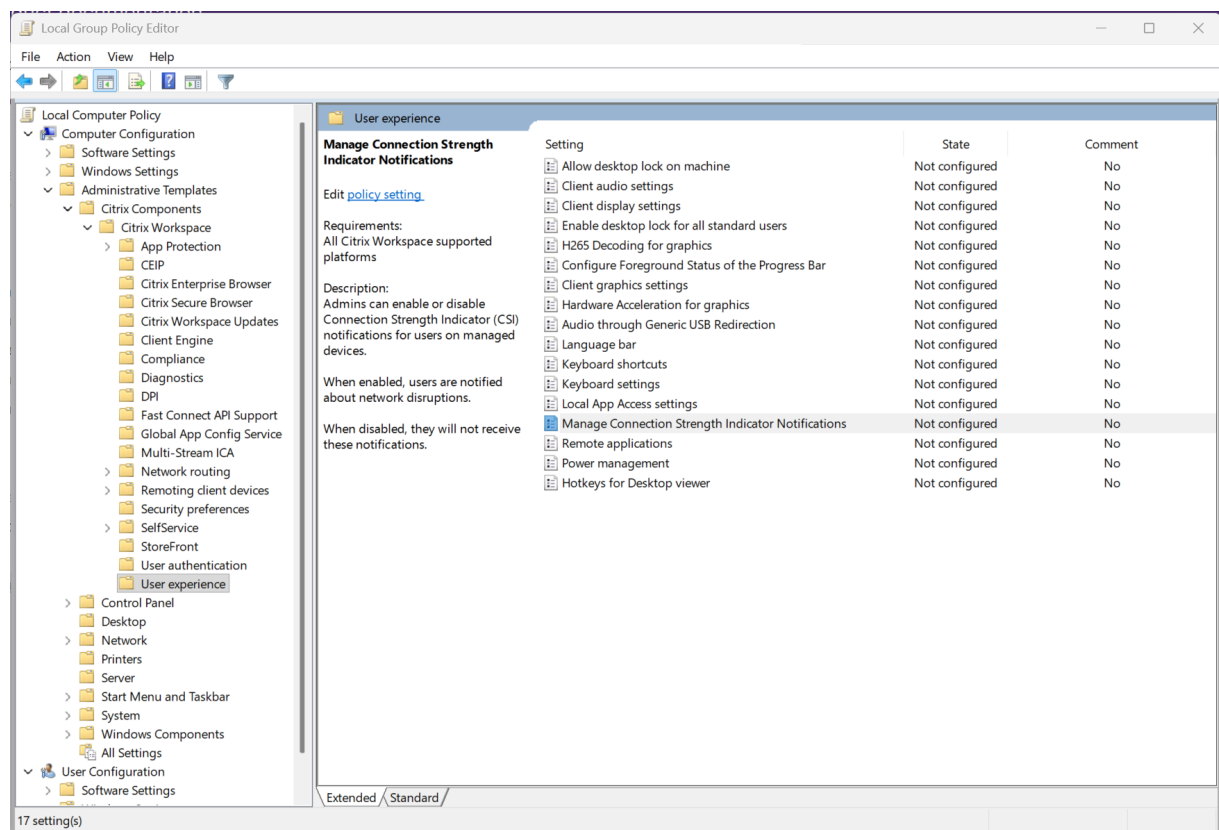 Local Group Policy Editor
File Action View Help
Local Computer Policy
Computer Configuration
Software Settings
Windows Settings
Administrative Templates
Citrix Components
Citrix Workspace
App Protection
CEIP
Citrix Enterprise Browser
Citrix Secure Browser
Citrix Workspace Updates
Client Engine
Compliance
Diagnostics
DPI
Fast Connect API Support
Global App Config Service
Multi-Stream ICA
Network routing
Remoting client devices
Security preferences
SelfService
StoreFront
User authentication
User experience
Control Panel
Desktop
Network
Printers
Server
Start Menu and Taskbar
System
Windows Components
All Settings
User Configuration
Software Settings
User experience
Manage Connection Strength
Indicator Notifications
Edit policy setting
Requirements:
All Citrix Workspace supported
platforms
Description:
Admins can enable or disable
Connection Strength Indicator (CSI)
notifications for users on managed
devices.
When enabled, users are notified
about network disruptions.
When disabled, they will not receive
these notifications.
Setting State Comment
Allow desktop lock on machine Not configured No
Client audio settings Not configured No
Client display settings Not configured No
Enable desktop lock for all standard users Not configured No
H265 Decoding for graphics Not configured No
Configure Foreground Status of the Progress Bar Not configured No
Client graphics settings Not configured No
Hardware Acceleration for graphics Not configured No
Audio through Generic USB Redirection Not configured No
Language bar Not configured No
Keyboard shortcuts Not configured No
Keyboard settings Not configured No
Local App Access settings Not configured No
Manage Connection Strength Indicator Notifications Not configured No
Remote applications Not configured No
Power management Not configured No
Hotkeys for Desktop viewer Not configured No
Extended Standard
17 setting(s)